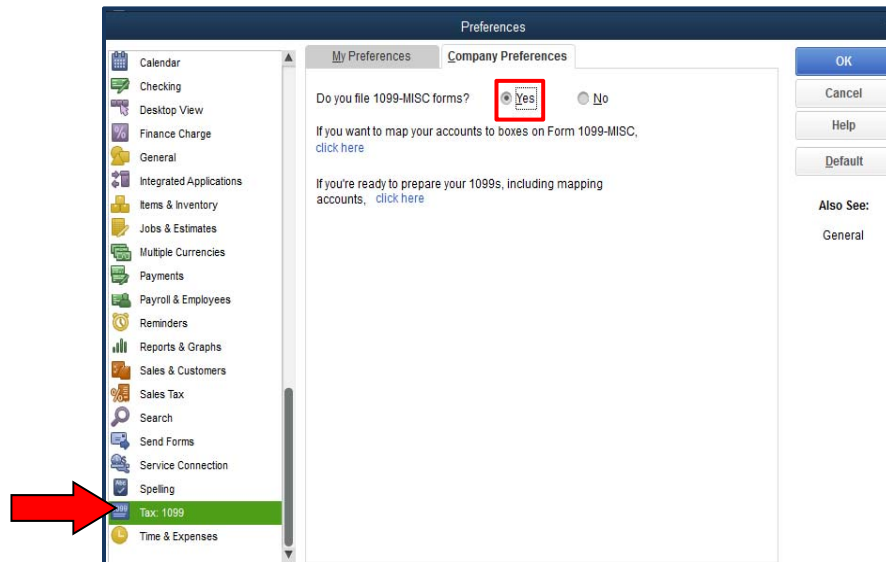 Preferences
Calendar
Checking
Desktop View
Finance Charge
General
Integrated Applications
Items & Inventory
Jobs & Estimates
Multiple Currencies
Payments
Payroll & Employees
Reminders
Reports & Graphs
Sales & Customers
Sales Tax
Search
Send Forms
Service Connection
Spelling
Tax: 1099
Time & Expenses
My Preferences
Company Preferences
Do you file 1099-MISC forms? Yes No
If you want to map your accounts to boxes on Form 1099-MISC,
click here
If you're ready to prepare your 1099s, including mapping
accounts, click here
OK
Cancel
Help
Default
Also See:
General